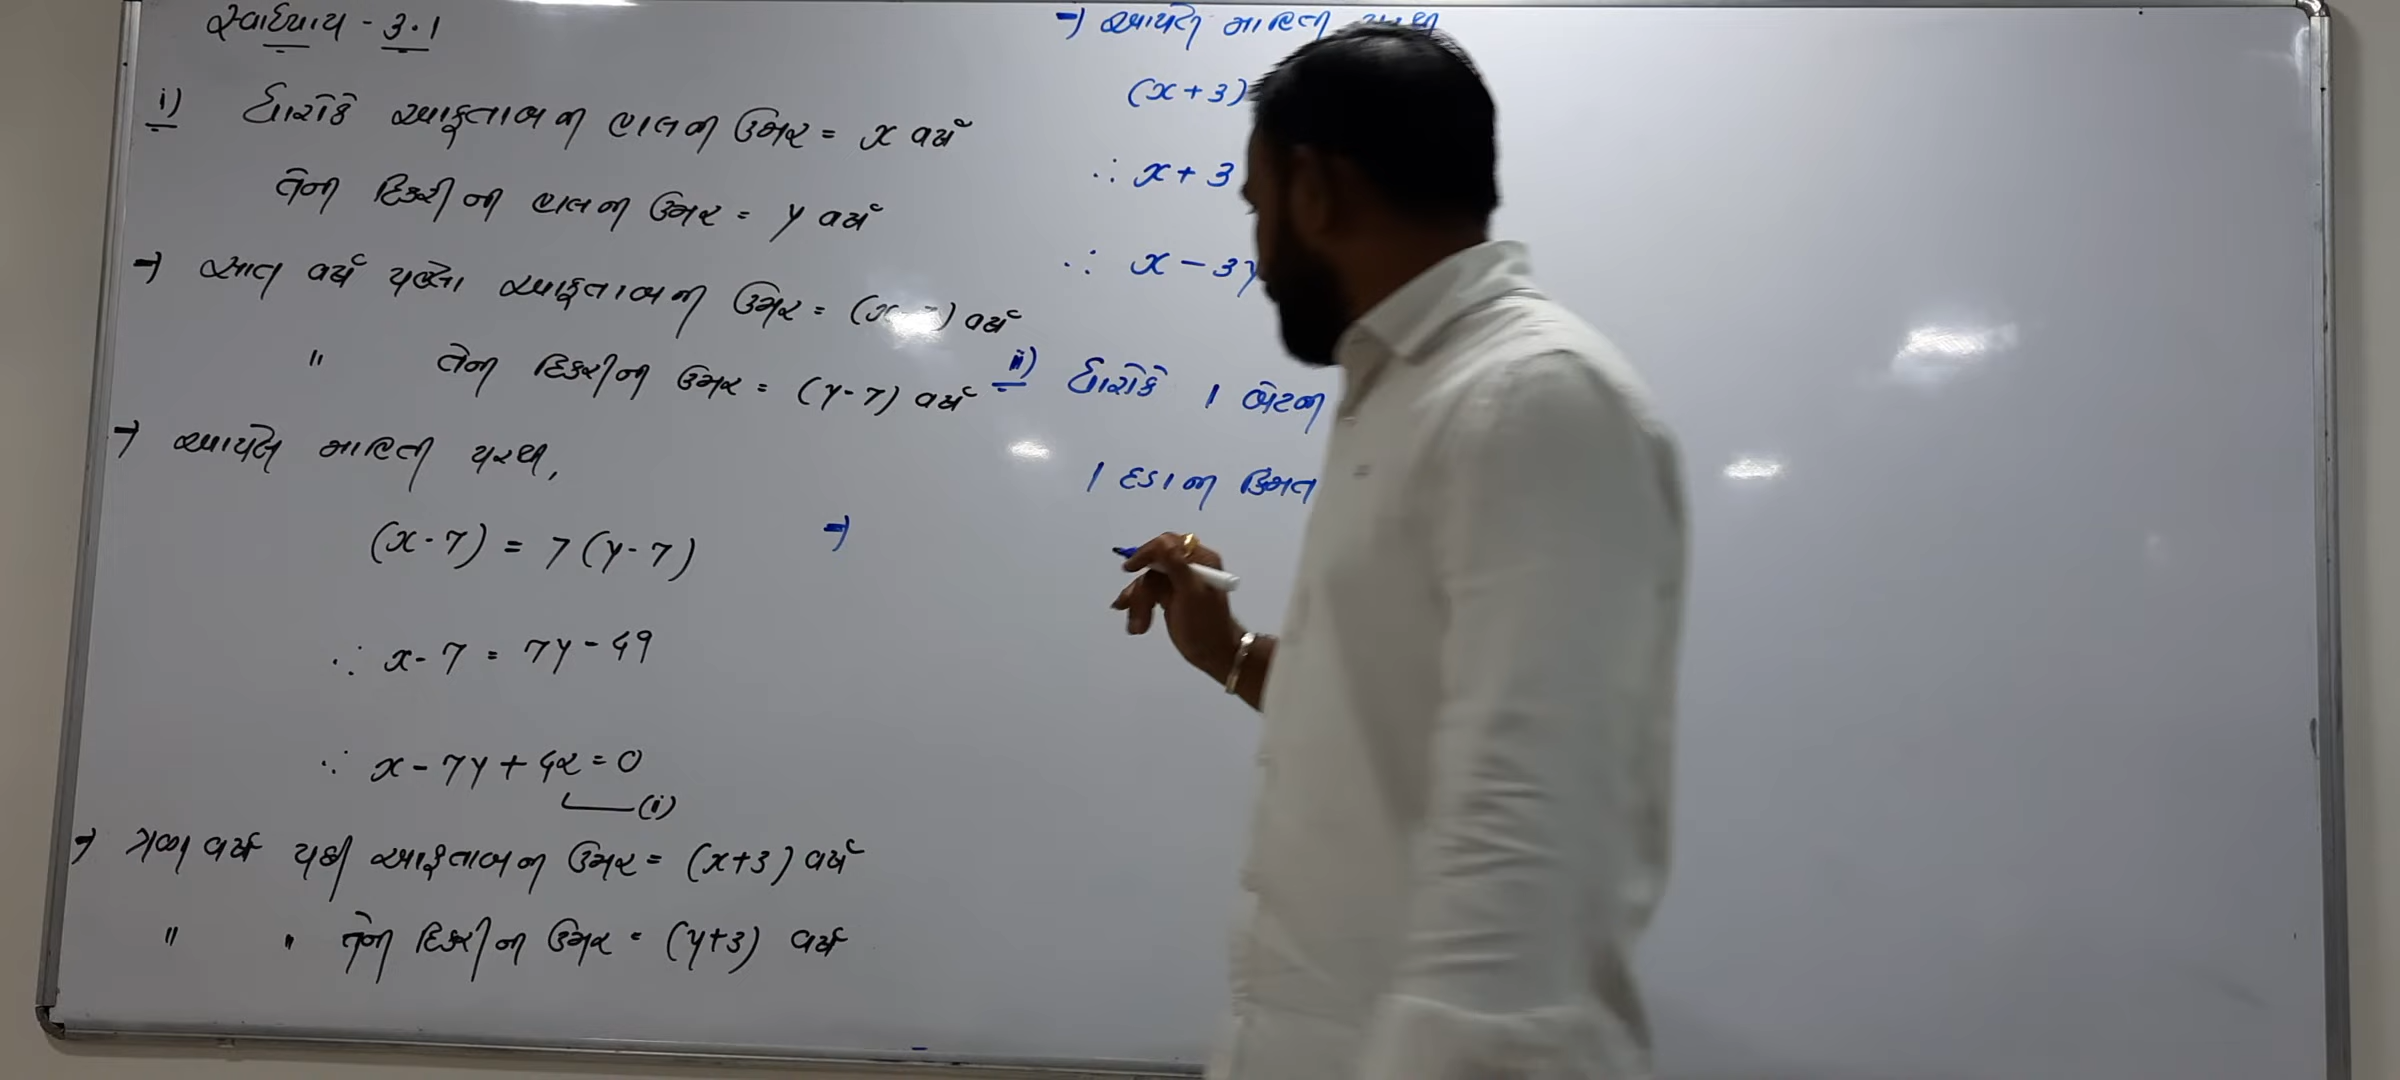 સ્વાધ્યાય - 3.1
i) ધારોકે આફતાબની હાલની ઉંમર = x વર્ષ
તેની દિકરીની હાલની ઉંમર = y વર્ષ
→ સાત વર્ષ પહેલા આફતાબની ઉંમર = (x ) વર્ષ
" તેની દિકરીની ઉંમર = (y-7) વર્ષ
→ આપેલ માહિતી પરથી,
(x-7) = 7(y-7)
∴ x-7 = 7y-49
∴ x-7y+42=0
(i)
→ ત્રણ વર્ષ પછી આફતાબની ઉંમર = (x+3) વર્ષ
" " તેની દિકરીની ઉંમર = (y+3) વર્ષ
→ આપેલ માહિતી
(x+3)
∴ x+3
∴ x-3y
ii) ધારોકે 1 બેટની
1 દડાની કિંમત
→